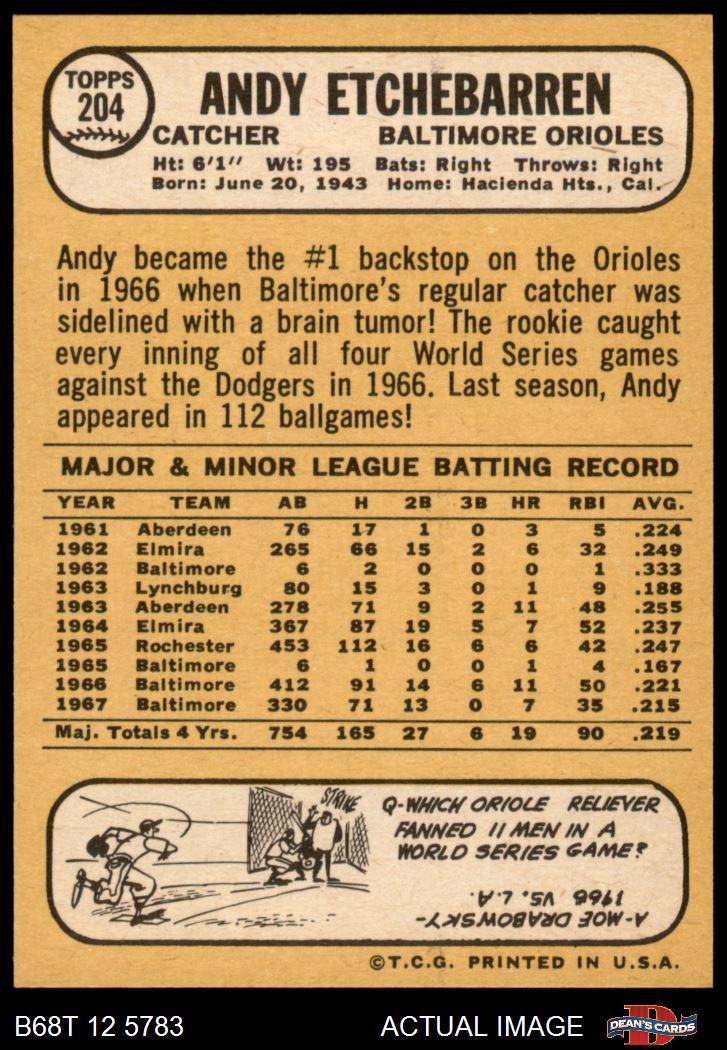 TOPPS
204
ANDY ETCHEBARREN
CATCHER BALTIMORE ORIOLES
Ht: 6'1" Wt: 195 Bats: Right Throws: Right
Born: June 20, 1943 Home: Hacienda Hts., Cal.
Andy became the #1 backstop on the Orioles
in 1966 when Baltimore's regular catcher was
sidelined with a brain tumor! The rookie caught
every inning of all four World Series games
against the Dodgers in 1966. Last season, Andy
appeared in 112 ballgames!
MAJOR & MINOR LEAGUE BATTING RECORD
YEAR TEAM AB H 2B 3B HR RBI AVG.
1961 Aberdeen 76 17 1 0 3 5 .224
1962 Elmira 265 66 15 2 6 32 .249
1962 Baltimore 6 2 0 0 0 1 .333
1963 Lynchburg 80 15 3 0 1 9 .188
1963 Aberdeen 278 71 9 2 11 48 .255
1964 Elmira 367 87 19 5 7 52 .237
1965 Rochester 453 112 16 6 6 42 .247
1965 Baltimore 6 1 0 0 1 4 .167
1966 Baltimore 412 91 14 6 11 50 .221
1967 Baltimore 330 71 13 0 7 35 .215
Maj. Totals 4 Yrs. 754 165 27 6 19 90 .219
STRIKE
Q-WHICH ORIOLE RELIEVER
FANNED 11 MEN IN A
WORLD SERIES GAME?
A-MOE DRABOWSKY-
1966 VS. L.A.
©T.C.G. PRINTED IN U.S.A.
B68T 12 5783 ACTUAL IMAGE
D
DEAN'S CARDS